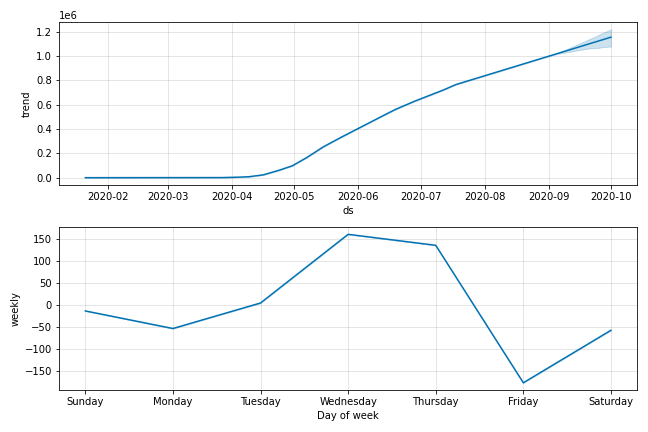 1e6
1.2
1.0
0.8
0.6
0.4
0.2
0.0
trend
2020-02 2020-03 2020-04 2020-05 2020-06 2020-07 2020-08 2020-09 2020-10
ds
150
100
50
0
−50
−100
−150
weekly
Sunday Monday Tuesday Wednesday Thursday Friday Saturday
Day of week